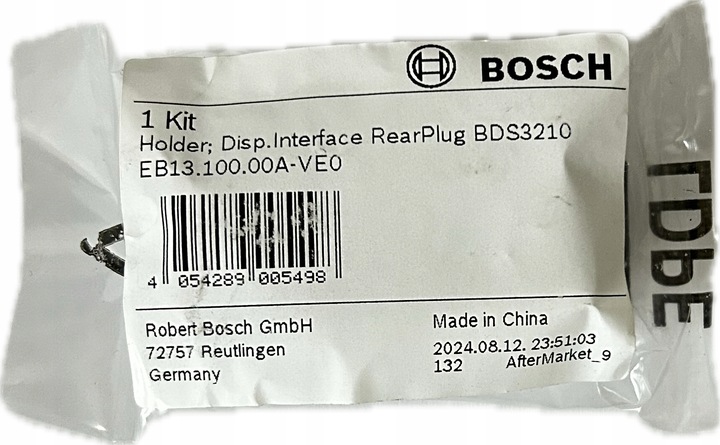 BOSCH
1 Kit
Holder; Disp.Interface RearPlug BDS3210
EB13.100.00A-VE0
4 054289 005498
Robert Bosch GmbH
72757 Reutlingen
Germany
Made in China
2024.08.12. 23:51:03
132 AfterMarket_9
LDPE